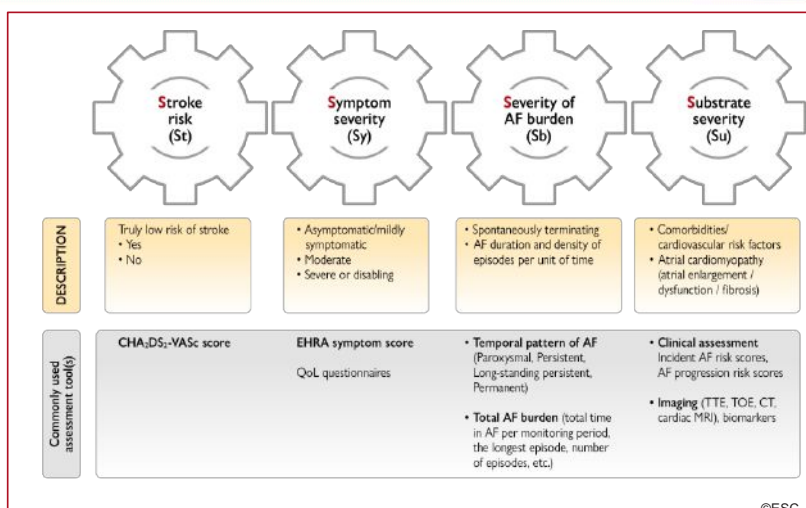 Stroke
risk
(St)
Symptom
severity
(Sy)
Severity of
AF burden
(Sb)
Substrate
severity
(Su)
DESCRIPTION
Truly low risk of stroke
• Yes
• No
• Asymptomatic/mildly
symptomatic
• Moderate
• Severe or disabling
• Spontaneously terminating
• AF duration and density of
episodes per unit of time
• Comorbidities/
cardiovascular risk factors
• Atrial cardiomyopathy
(atrial enlargement /
dysfunction / fibrosis)
Commonly used
assessment tool(s)
CHA₂DS₂-VASc score
EHRA symptom score
QoL questionnaires
• Temporal pattern of AF
(Paroxysmal, Persistent,
Long-standing persistent,
Permanent)
• Total AF burden (total time
in AF per monitoring period,
the longest episode, number
of episodes, etc.)
• Clinical assessment
Incident AF risk scores,
AF progression risk scores
• Imaging (TTE, TOE, CT,
cardiac MRI), biomarkers
©ESC